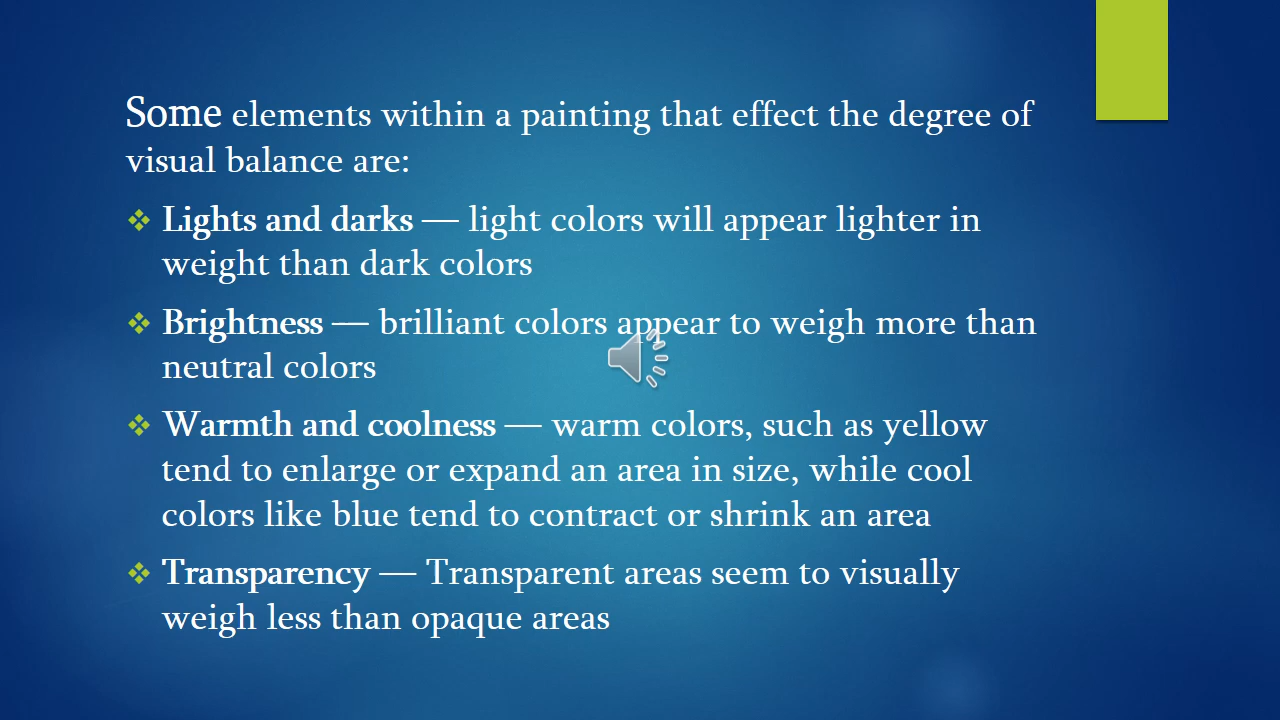 Some elements within a painting that effect the degree of
visual balance are:
❖ Lights and darks — light colors will appear lighter in
weight than dark colors
❖ Brightness — brilliant colors appear to weigh more than
neutral colors
❖ Warmth and coolness — warm colors, such as yellow
tend to enlarge or expand an area in size, while cool
colors like blue tend to contract or shrink an area
❖ Transparency — Transparent areas seem to visually
weigh less than opaque areas